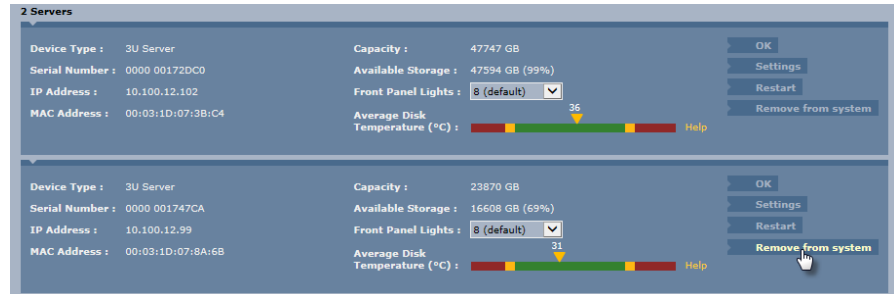 2 Servers
Device Type : 3U Server Capacity : 47747 GB OK
Serial Number : 0000 00172DC0 Available Storage : 47594 GB (99%) Settings
IP Address : 10.100.12.102 Front Panel Lights : 8 (default) Restart
MAC Address : 00:03:1D:07:3B:C4 Average Disk 36 Remove from system
Temperature (°C) : Help
Device Type : 3U Server Capacity : 23870 GB OK
Serial Number : 0000 001747CA Available Storage : 16608 GB (69%) Settings
IP Address : 10.100.12.99 Front Panel Lights : 8 (default) Restart
MAC Address : 00:03:1D:07:8A:6B Average Disk 31 Remove from system
Temperature (°C) : Help